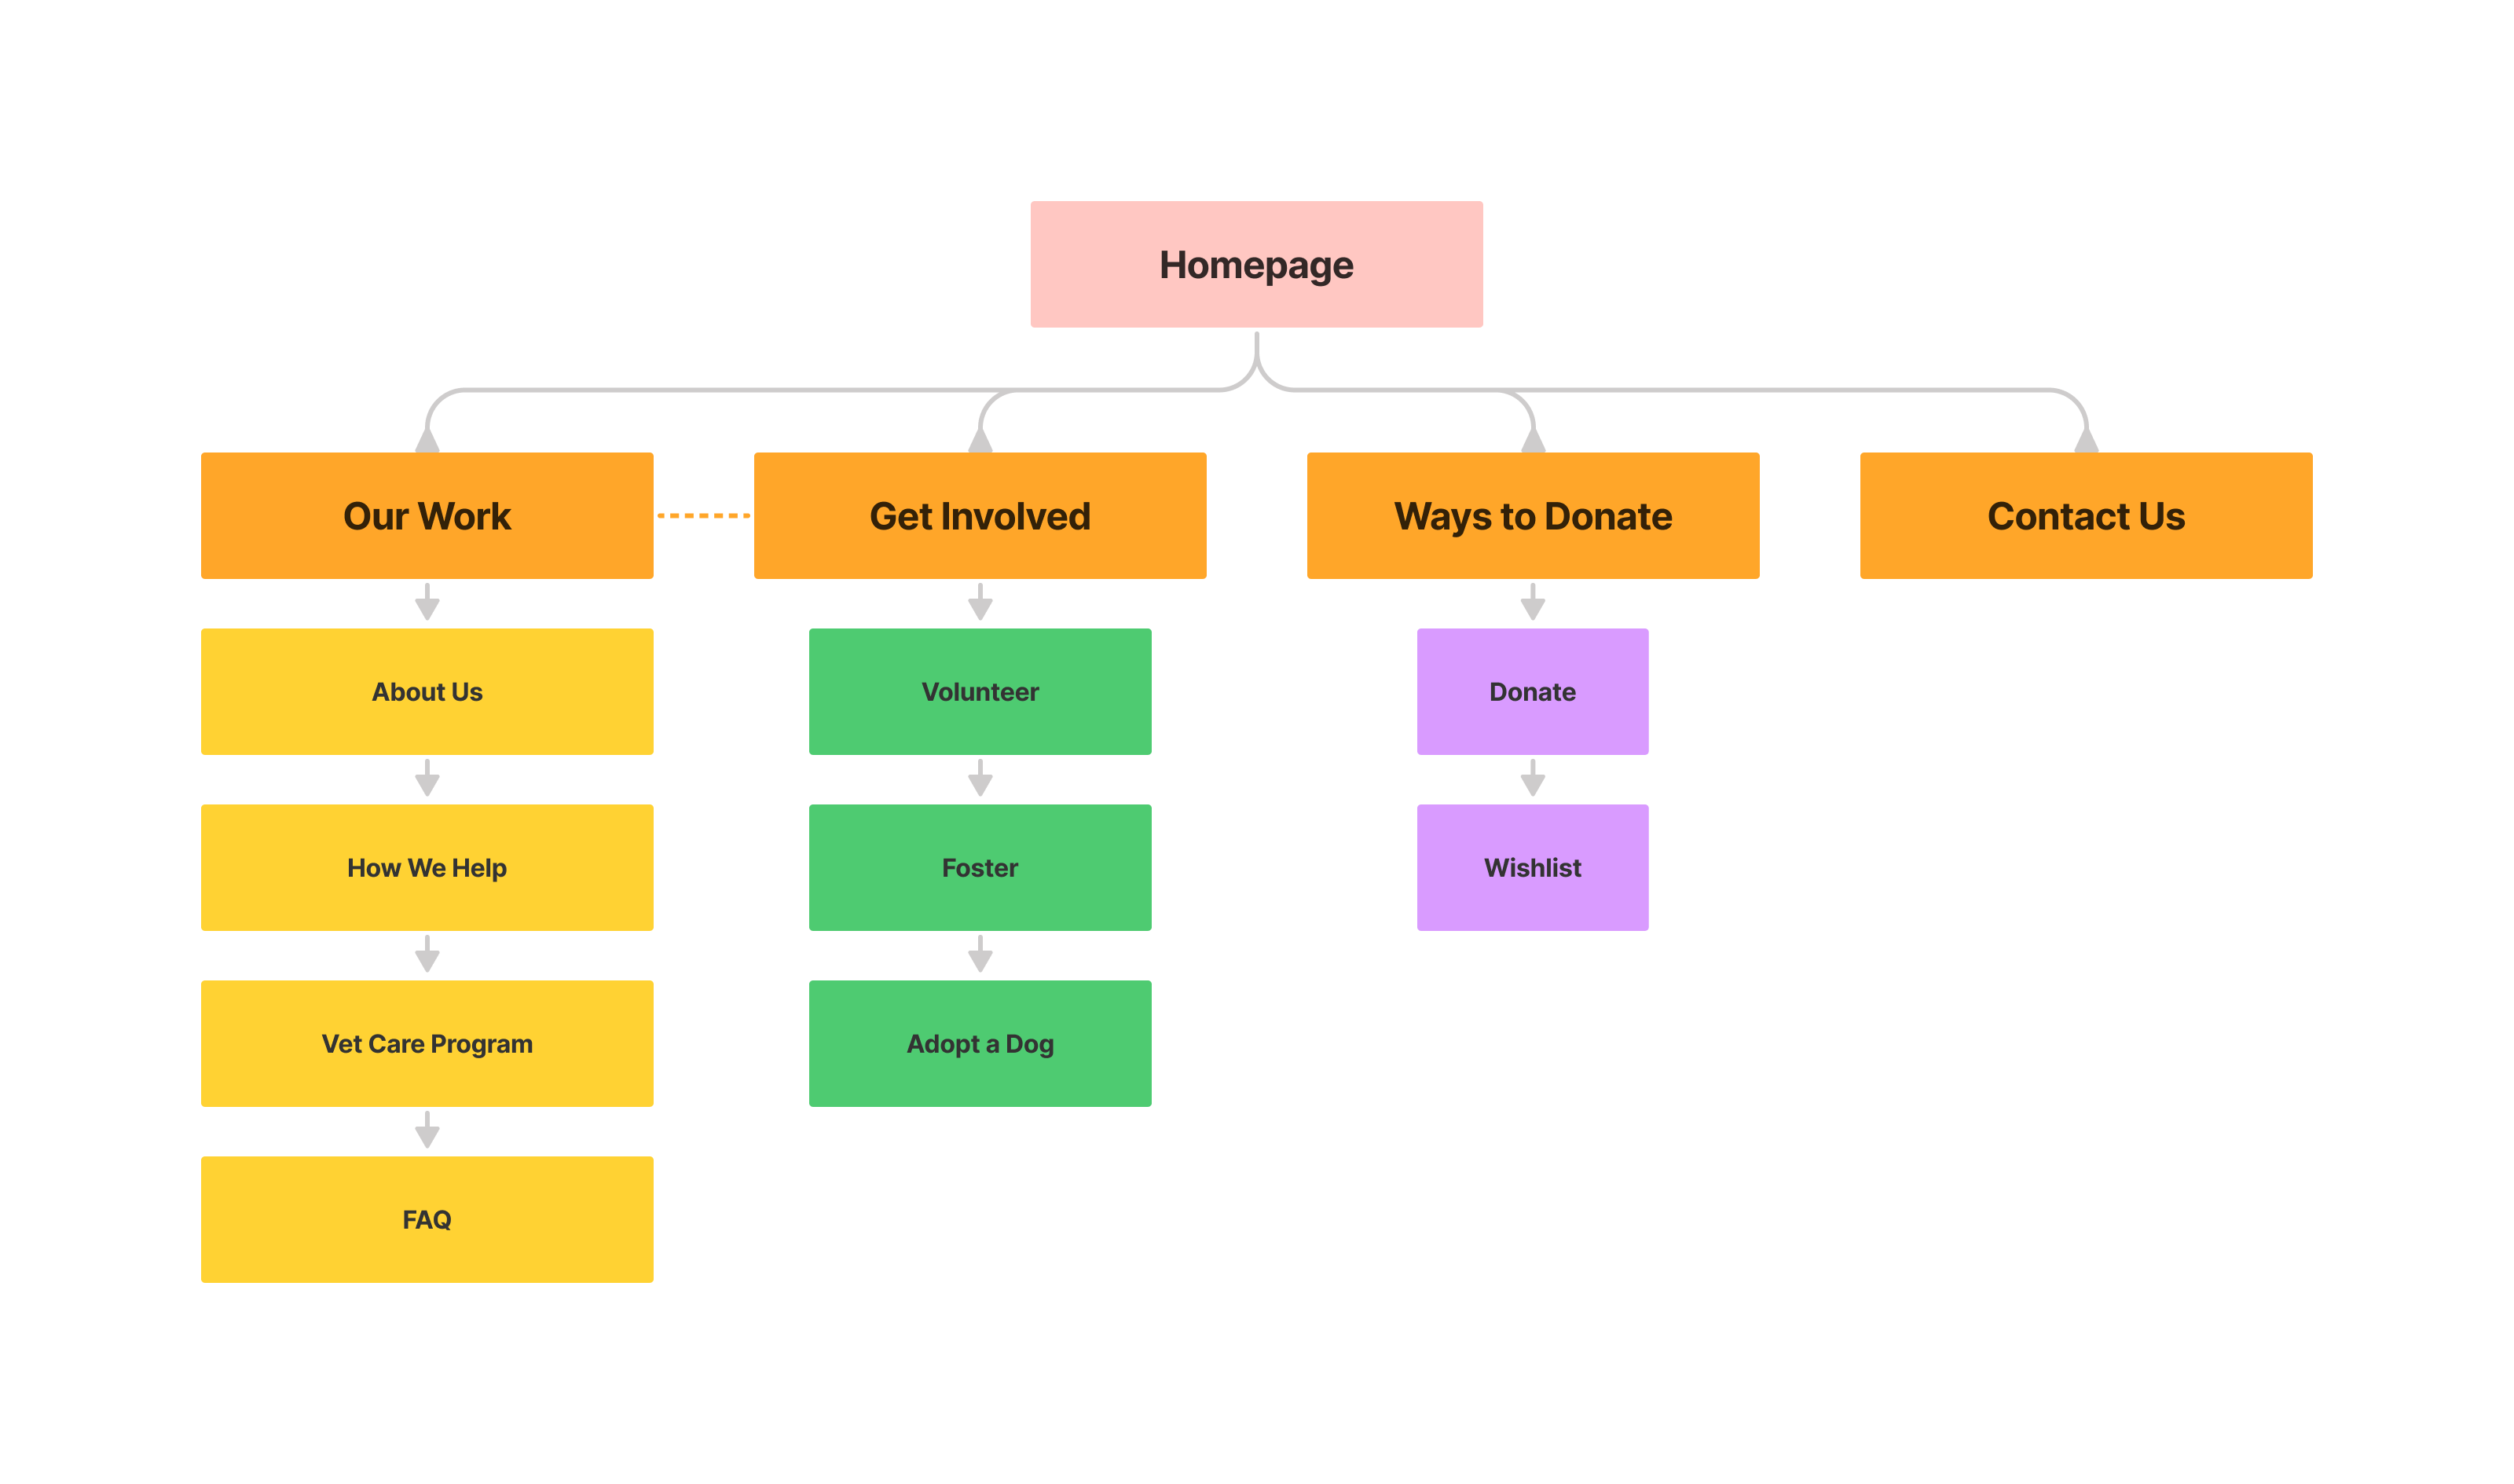 Homepage
Our Work
Get Involved
Ways to Donate
Contact Us
About Us
Volunteer
Donate
How We Help
Foster
Wishlist
Vet Care Program
Adopt a Dog
FAQ